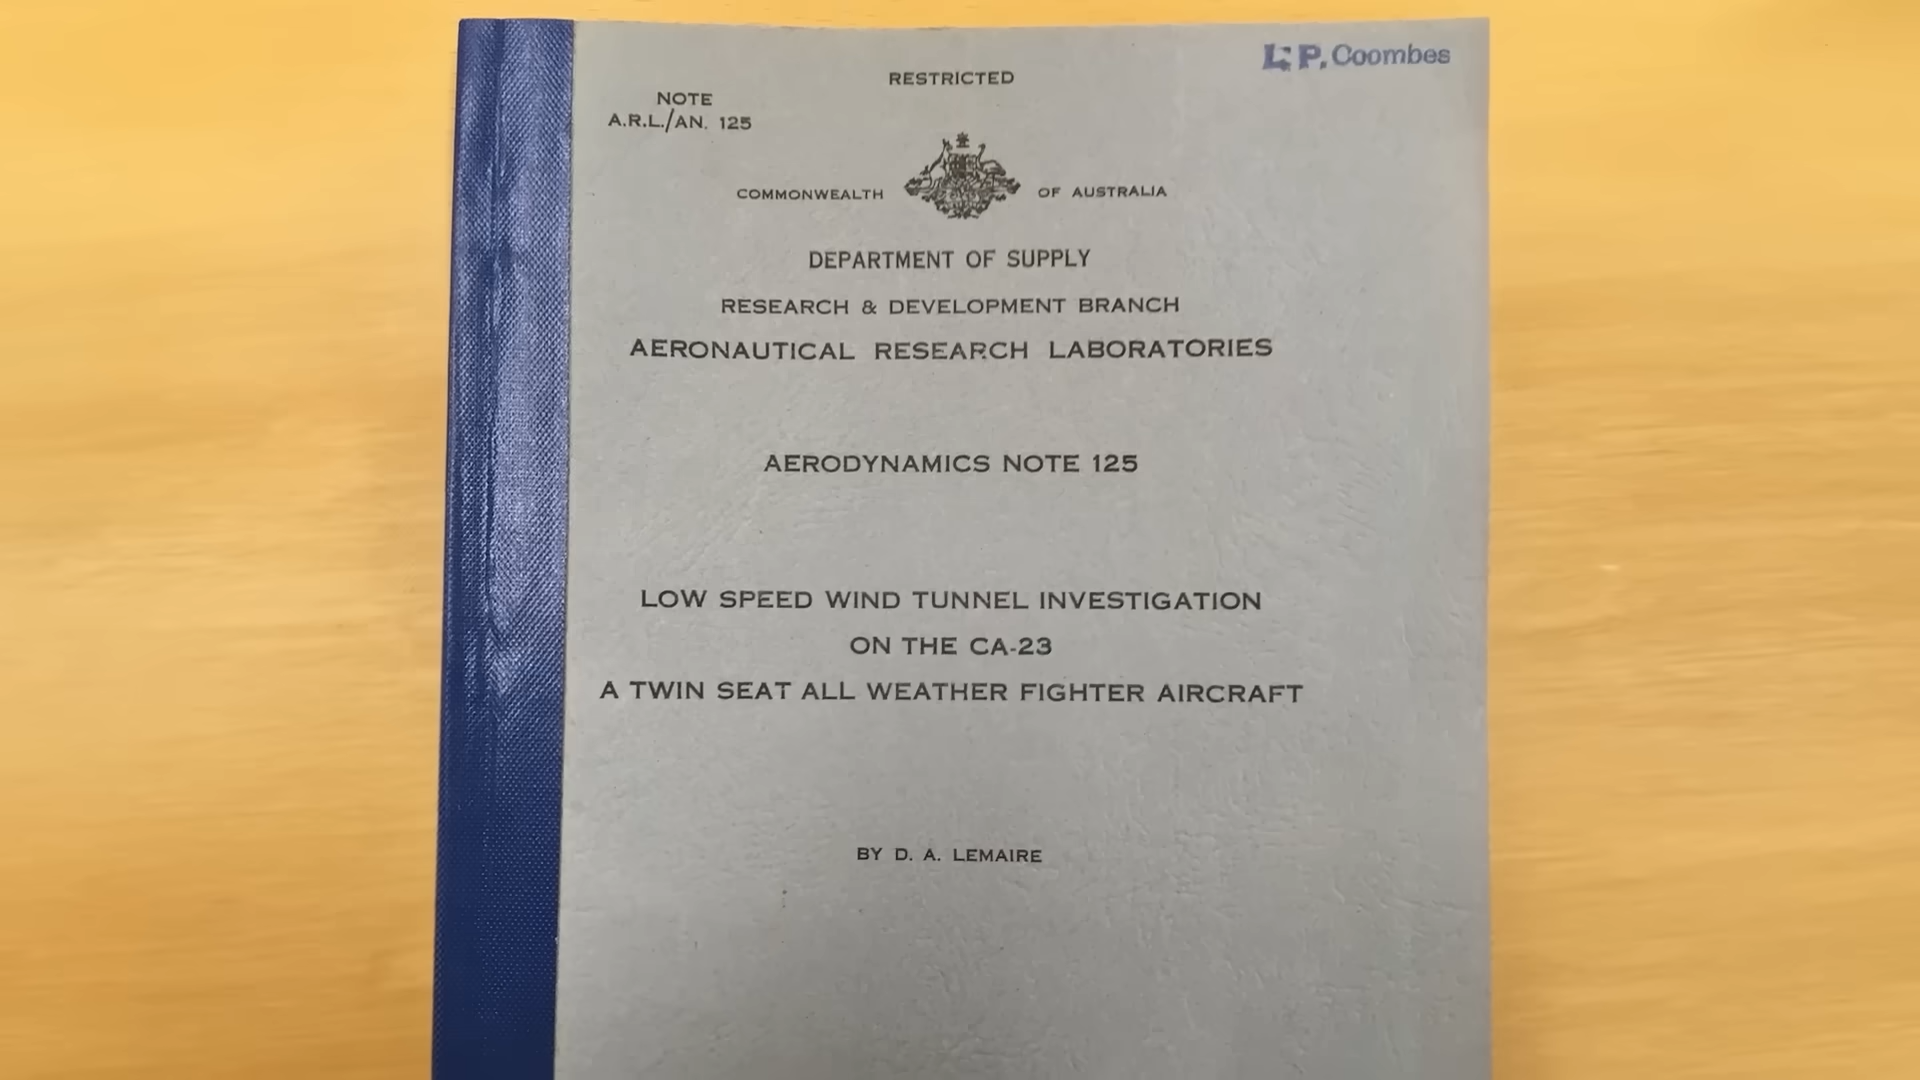 L. P. Coombes
RESTRICTED
NOTE
A.R.L./AN. 125
COMMONWEALTH OF AUSTRALIA
DEPARTMENT OF SUPPLY
RESEARCH & DEVELOPMENT BRANCH
AERONAUTICAL RESEARCH LABORATORIES
AERODYNAMICS NOTE 125
LOW SPEED WIND TUNNEL INVESTIGATION
ON THE CA-23
A TWIN SEAT ALL WEATHER FIGHTER AIRCRAFT
BY D. A. LEMAIRE